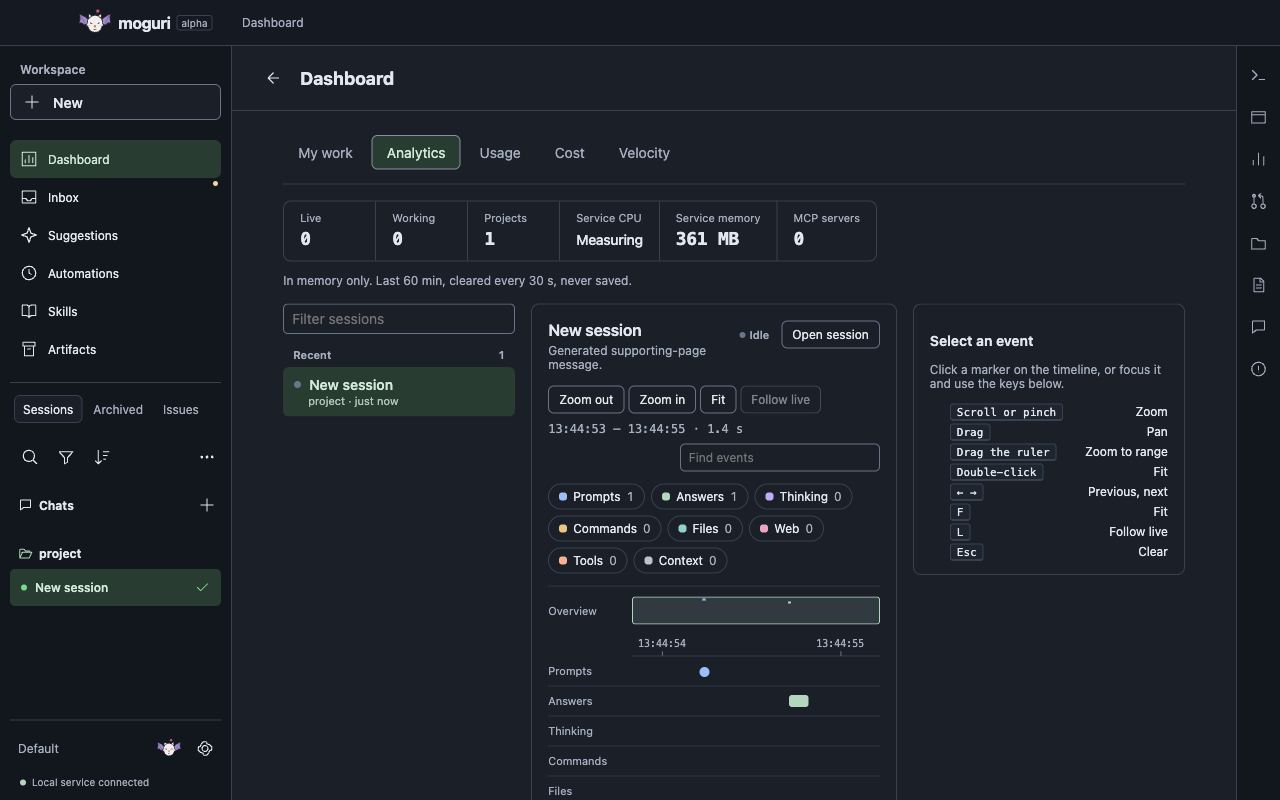 moguri alpha Dashboard
Workspace
New
Dashboard
Inbox
Suggestions
Automations
Skills
Artifacts
Sessions Archived Issues
Chats
project
New session
Default
Local service connected
Dashboard
My work Analytics Usage Cost Velocity
Live Working Projects Service CPU Service memory MCP servers
0 0 1 Measuring 361 MB 0
In memory only. Last 60 min, cleared every 30 s, never saved.
Filter sessions
Recent 1
New session
project · just now
New session
Idle
Open session
Generated supporting-page
message.
Zoom out Zoom in Fit Follow live
13:44:53 — 13:44:55 · 1.4 s
Find events
Prompts 1 Answers 1 Thinking 0
Commands 0 Files 0 Web 0
Tools 0 Context 0
Overview
13:44:54 13:44:55
Prompts
Answers
Thinking
Commands
Files
Select an event
Click a marker on the timeline, or focus it
and use the keys below.
Scroll or pinch Zoom
Drag Pan
Drag the ruler Zoom to range
Double-click Fit
← → Previous, next
F Fit
L Follow live
Esc Clear